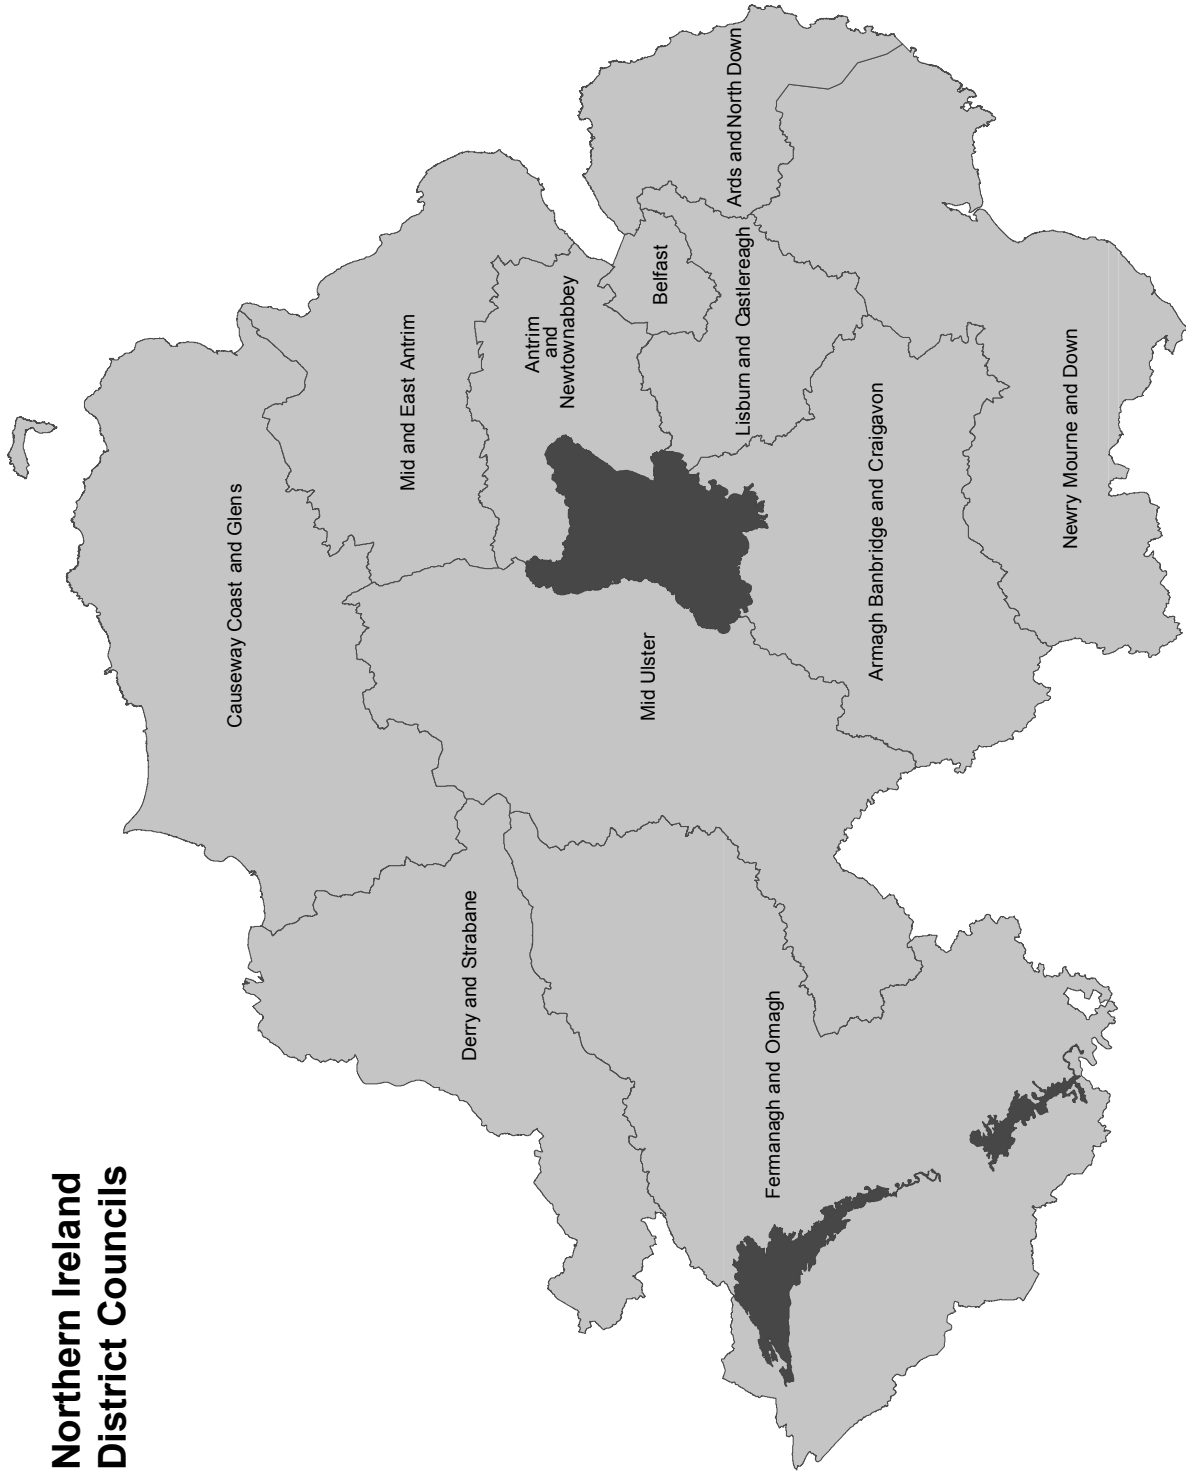 Northern Ireland
District Councils
Causeway Coast and Glens
Mid and East Antrim
Derry and Strabane
Antrim
and
Newtownabbey
Mid Ulster
Belfast
Ards and North Down
Lisburn and Castlereagh
Fermanagh and Omagh
Armagh Banbridge and Craigavon
Newry Mourne and Down